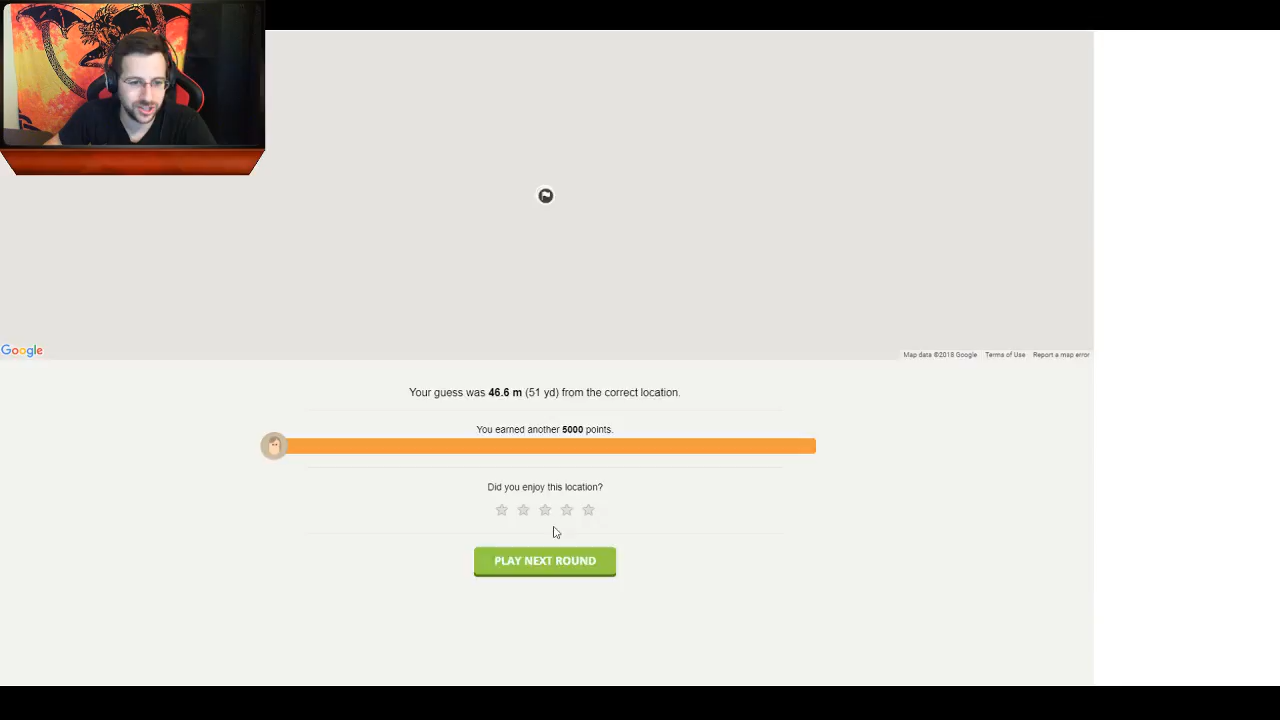 Google
Map data ©2018 Google Terms of Use Report a map error
Your guess was 46.6 m (51 yd) from the correct location.
You earned another 5000 points.
Did you enjoy this location?
PLAY NEXT ROUND